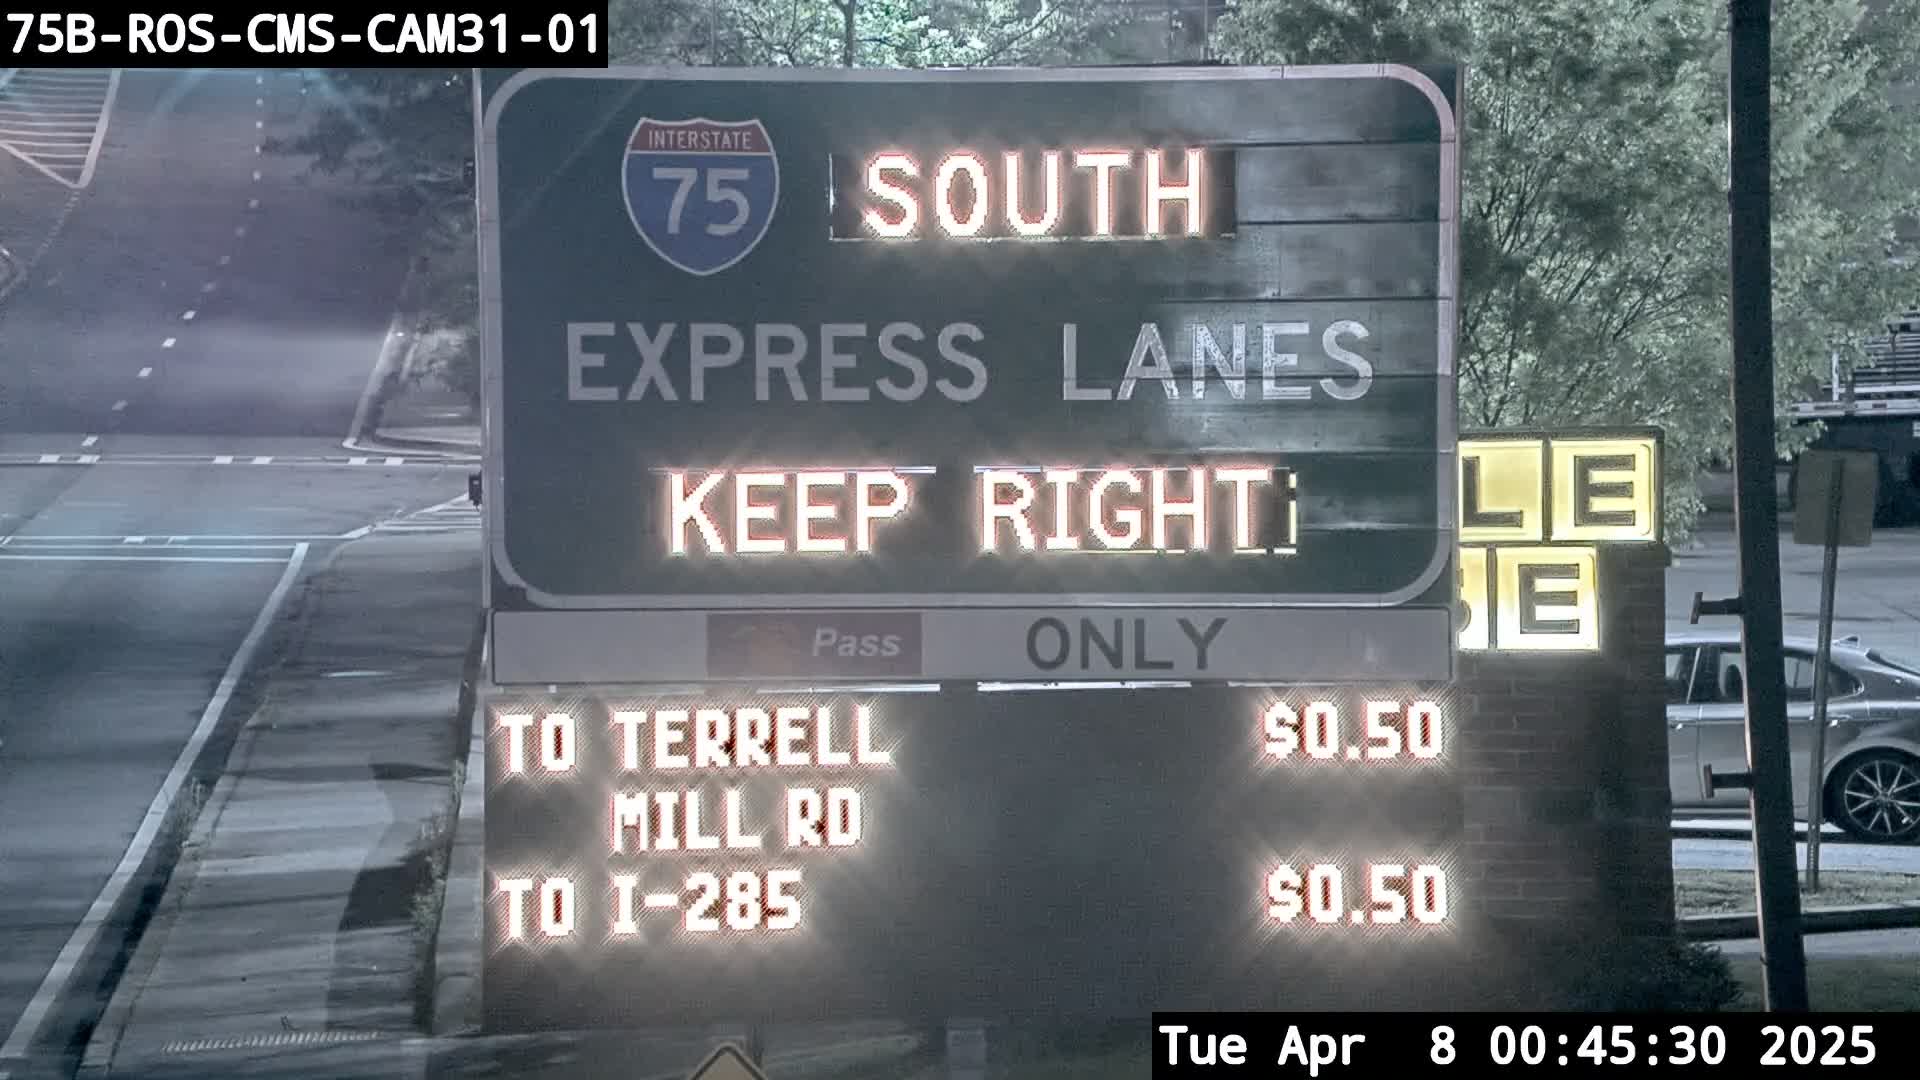 75B-ROS-CMS-CAM31-01
INTERSTATE
75
SOUTH
EXPRESS LANES
KEEP RIGHT
Pass ONLY
TO TERRELL $0.50
MILL RD
TO I-285 $0.50
LE
E
Tue Apr 8 00:45:30 2025